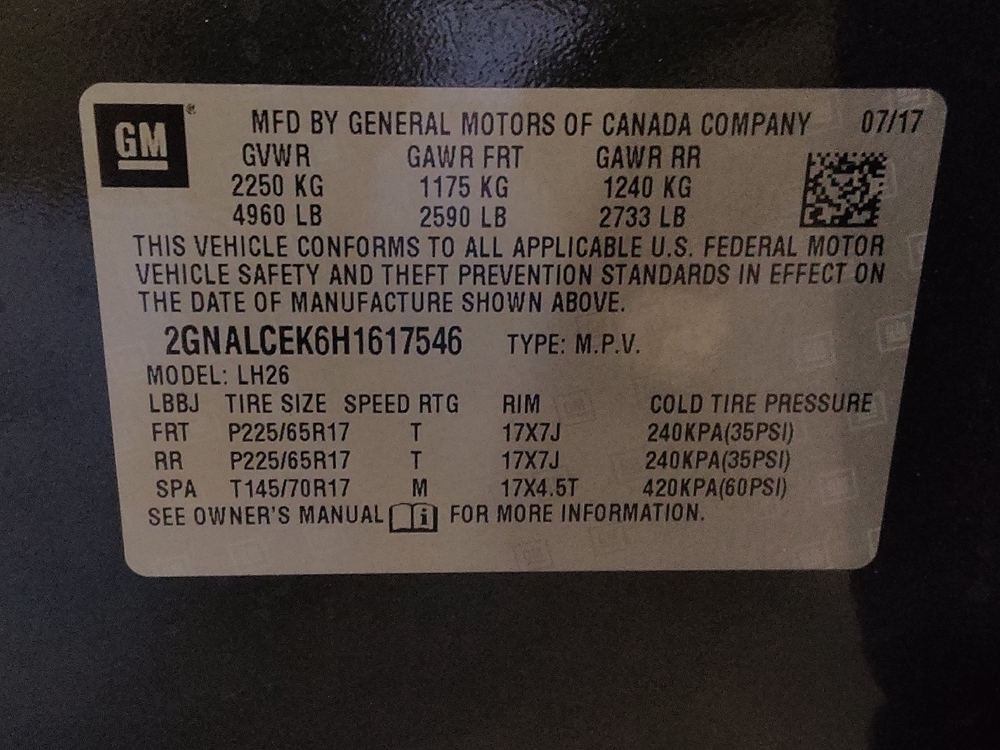 GM ® MFD BY GENERAL MOTORS OF CANADA COMPANY 07/17
GVWR GAWR FRT GAWR RR
2250 KG 1175 KG 1240 KG
4960 LB 2590 LB 2733 LB
THIS VEHICLE CONFORMS TO ALL APPLICABLE U.S. FEDERAL MOTOR
VEHICLE SAFETY AND THEFT PREVENTION STANDARDS IN EFFECT ON
THE DATE OF MANUFACTURE SHOWN ABOVE.
2GNALCEK6H1617546 TYPE: M.P.V.
MODEL: LH26
LBBJ TIRE SIZE SPEED RTG RIM COLD TIRE PRESSURE
FRT P225/65R17 T 17X7J 240KPA(35PSI)
RR P225/65R17 T 17X7J 240KPA(35PSI)
SPA T145/70R17 M 17X4.5T 420KPA(60PSI)
SEE OWNER'S MANUAL i FOR MORE INFORMATION.